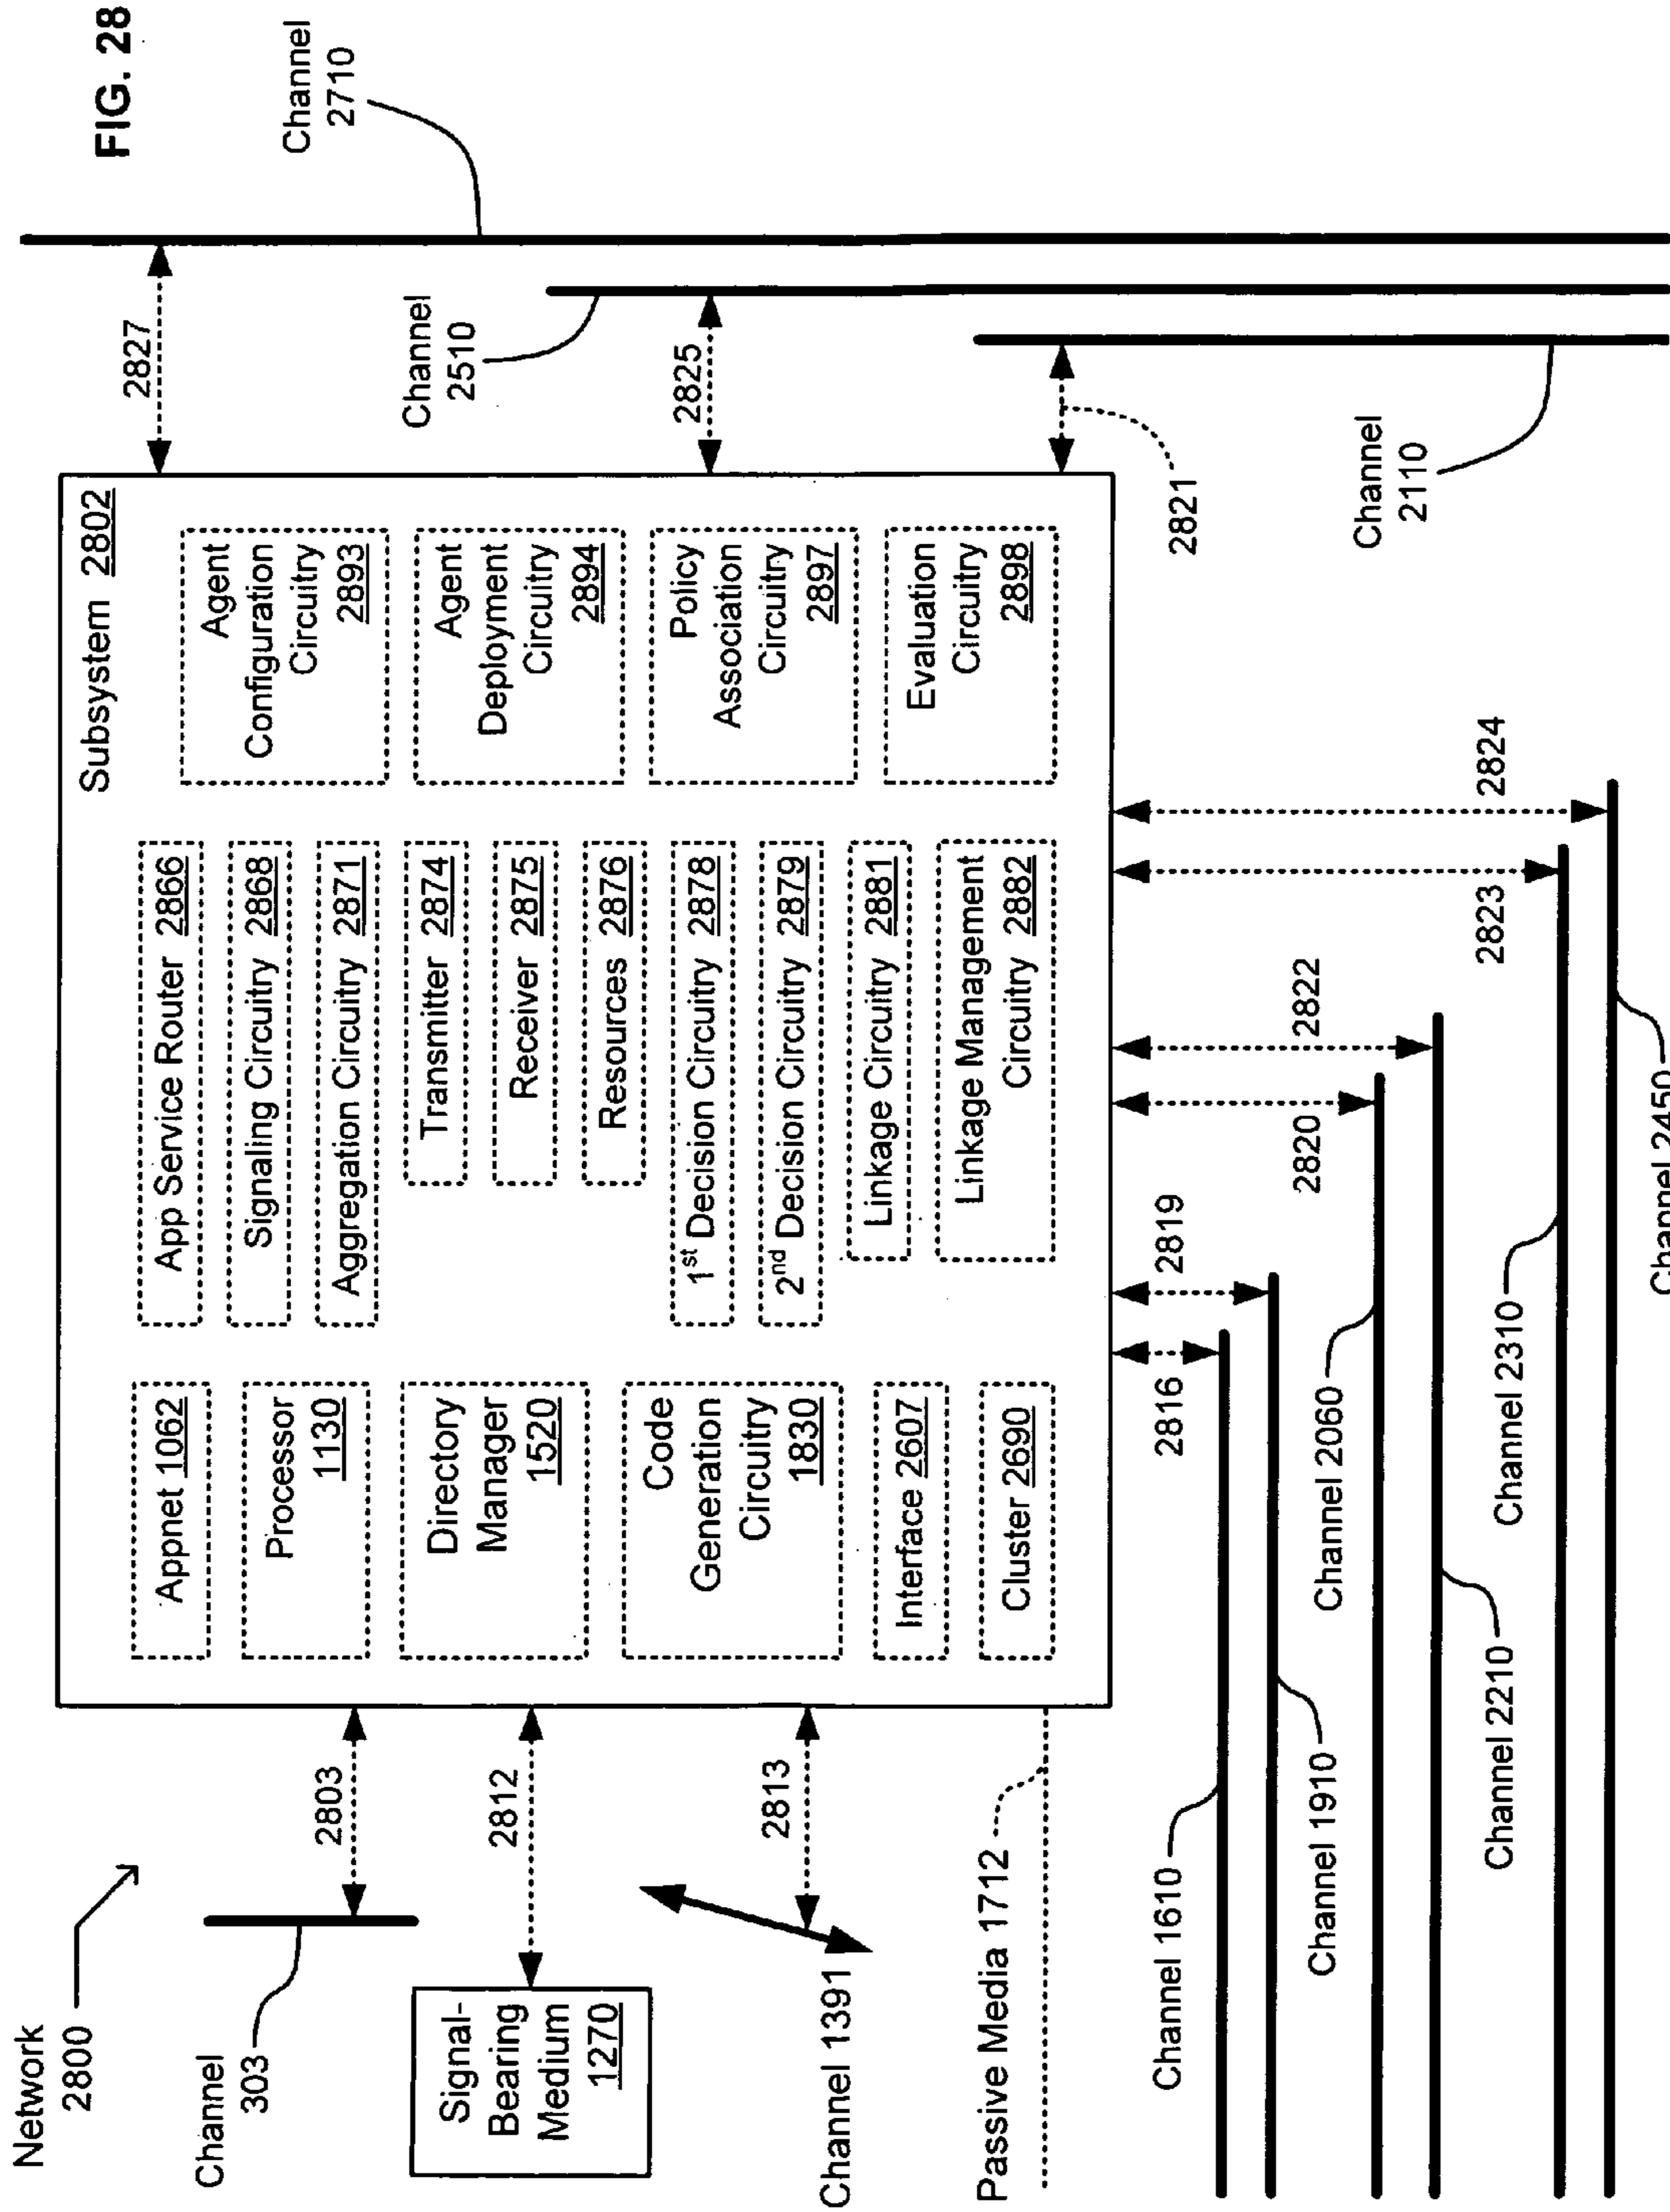 FIG. 28
Network
2800
Channel
303
2803
Signal-
Bearing
Medium
1270
2812
Channel 1391
2813
Passive Media 1712
Subsystem 2802
Appnet 1062
Processor
1130
Directory
Manager
1520
Code
Generation
Circuitry
1830
Interface 2607
Cluster 2690
App Service Router 2866
Signaling Circuitry 2868
Aggregation Circuitry 2871
Transmitter 2874
Receiver 2875
Resources 2876
1st Decision Circuitry 2878
2nd Decision Circuitry 2879
Linkage Circuitry 2881
Linkage Management
Circuitry 2882
Agent
Configuration
Circuitry
2893
Agent
Deployment
Circuitry
2894
Policy
Association
Circuitry
2897
Evaluation
Circuitry
2898
2827
Channel
2710
Channel
2510
2825
2821
Channel
2110
Channel 1610
2816
Channel 1910
2819
Channel 2060
2820
Channel 2210
2822
Channel 2310
2823
Channel 2450
2824